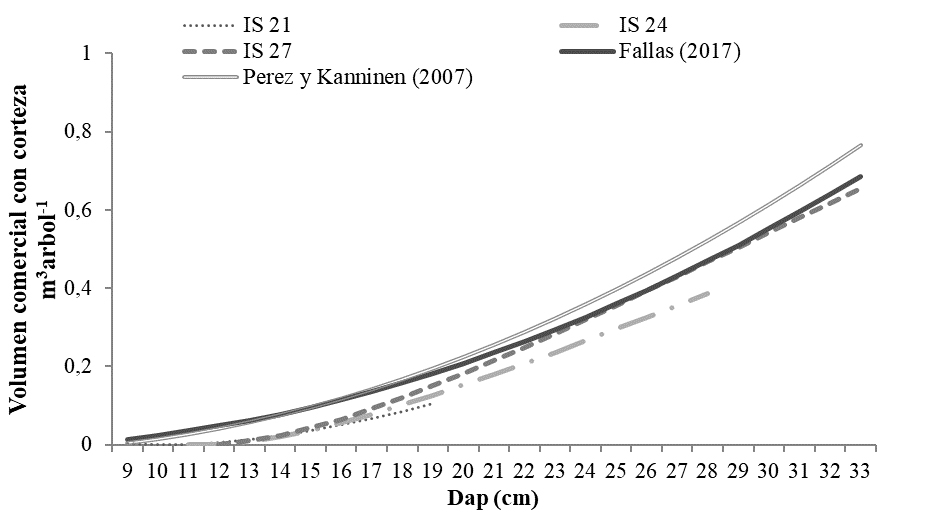 IS 21
IS 24
IS 27
Fallas (2017)
Perez y Kanninen (2007)
Volumen comercial con corteza
m³arbol⁻¹
1
0,8
0,6
0,4
0,2
0
9 10 11 12 13 14 15 16 17 18 19 20 21 22 23 24 25 26 27 28 29 30 31 32 33
Dap (cm)